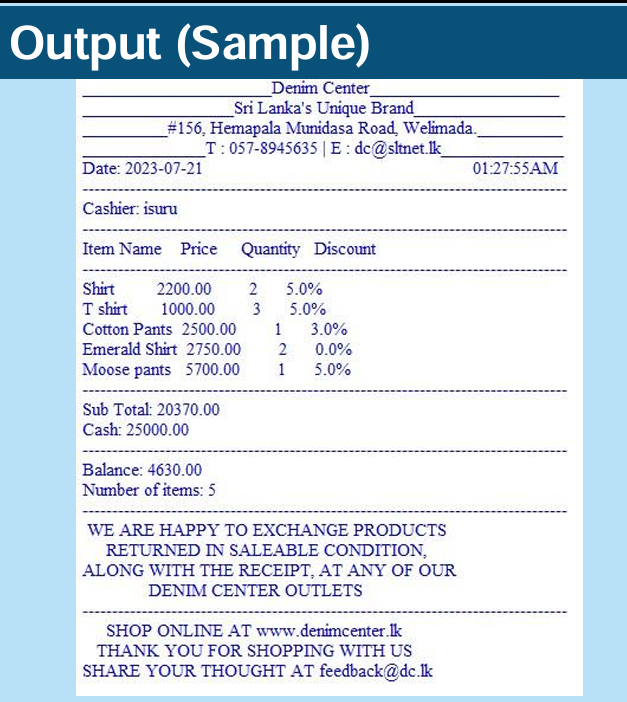 Output (Sample)
Denim Center
Sri Lanka's Unique Brand
#156, Hemapala Munidasa Road, Welimada.
T : 057-8945635 | E : dc@sltnet.lk
Date: 2023-07-21 01:27:55AM
Cashier: isuru
Item Name Price Quantity Discount
Shirt 2200.00 2 5.0%
T shirt 1000.00 3 5.0%
Cotton Pants 2500.00 1 3.0%
Emerald Shirt 2750.00 2 0.0%
Moose pants 5700.00 1 5.0%
Sub Total: 20370.00
Cash: 25000.00
Balance: 4630.00
Number of items: 5
WE ARE HAPPY TO EXCHANGE PRODUCTS
RETURNED IN SALEABLE CONDITION,
ALONG WITH THE RECEIPT, AT ANY OF OUR
DENIM CENTER OUTLETS
SHOP ONLINE AT www.denimcenter.lk
THANK YOU FOR SHOPPING WITH US
SHARE YOUR THOUGHT AT feedback@dc.lk